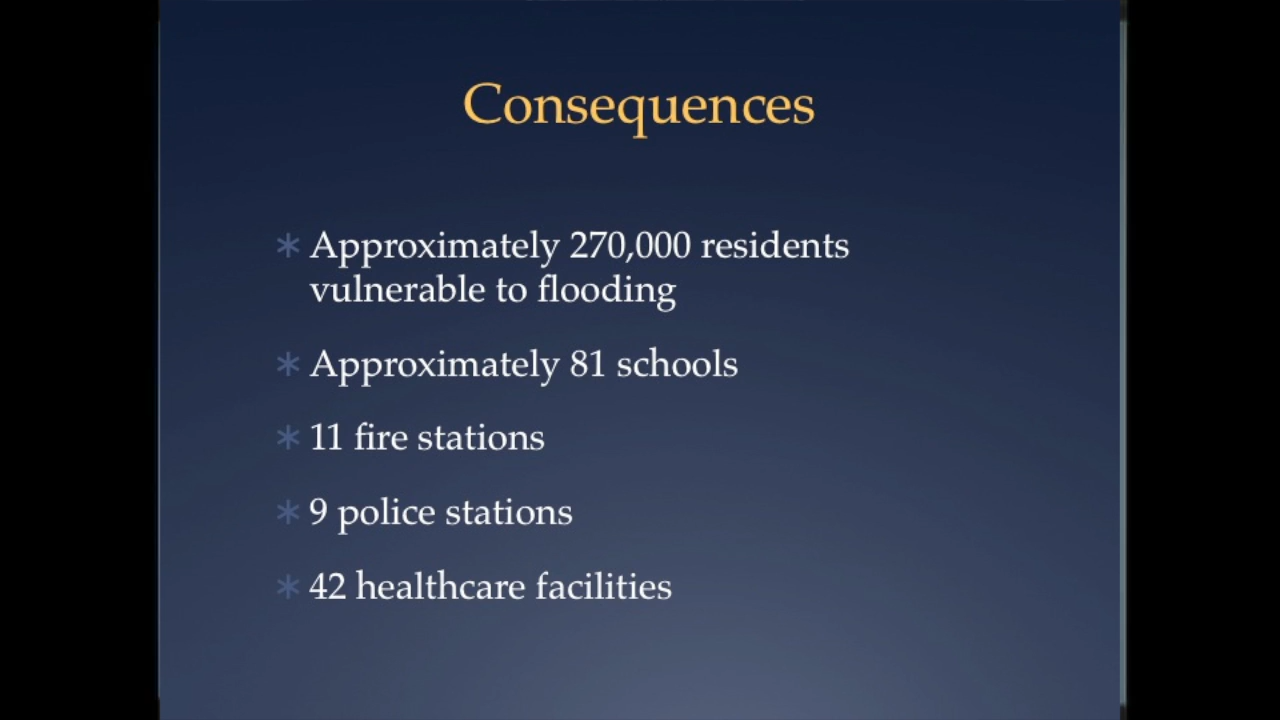 Consequences
* Approximately 270,000 residents
vulnerable to flooding
* Approximately 81 schools
* 11 fire stations
* 9 police stations
* 42 healthcare facilities